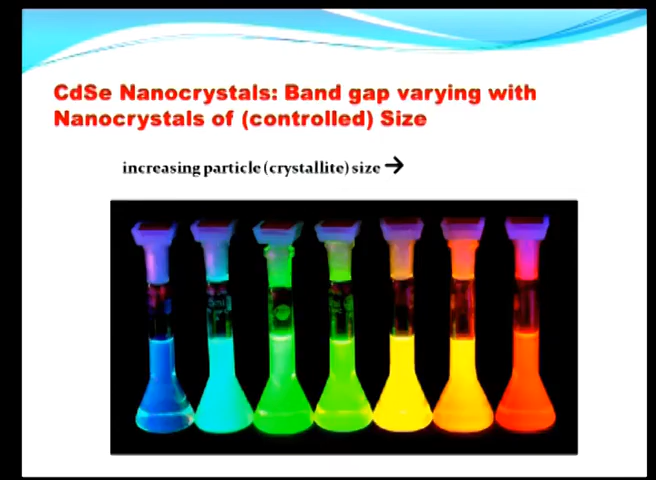 CdSe Nanocrystals: Band gap varying with
Nanocrystals of (controlled) Size
increasing particle (crystallite) size →